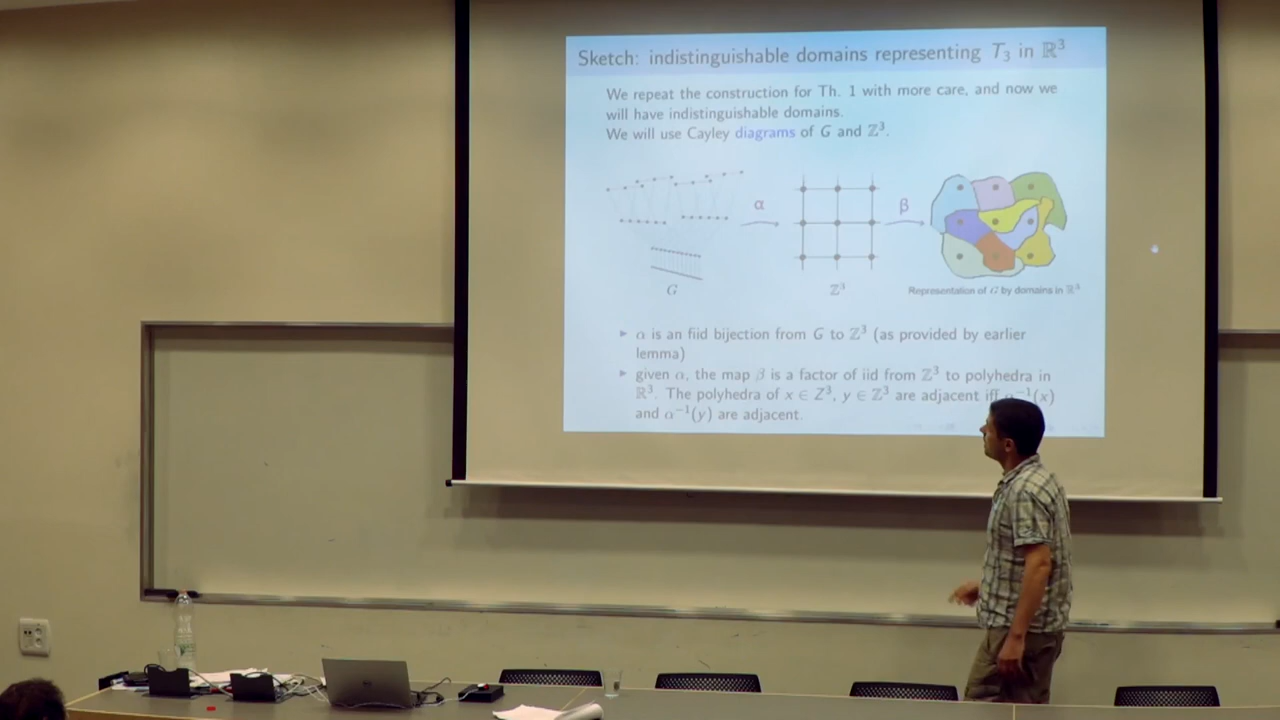 Sketch: indistinguishable domains representing T₃ in ℝ³
We repeat the construction for Th. 1 with more care, and now we
will have indistinguishable domains.
We will use Cayley diagrams of G and ℤ³.
α
β
G
ℤ³
Representation of G by domains in ℝ³
α is an fiid bijection from G to ℤ³ (as provided by earlier
lemma)
given α, the map β is a factor of iid from ℤ³ to polyhedra in
ℝ³. The polyhedra of x ∈ Z³, y ∈ ℤ³ are adjacent iff α⁻¹(x)
and α⁻¹(y) are adjacent.